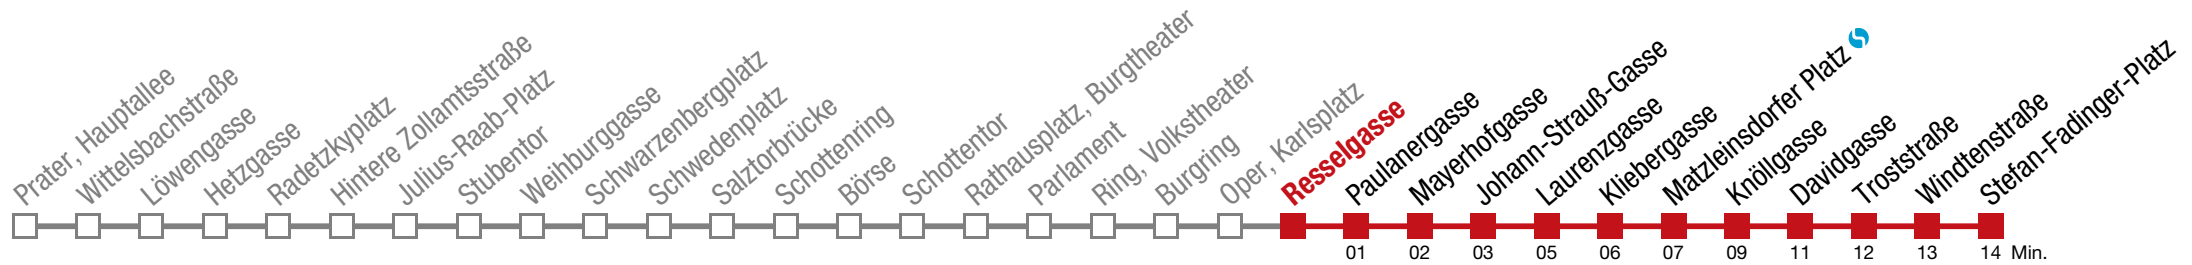 Prater, Hauptallee
Wittelsbachstraße
Löwengasse
Hetzgasse
Radetzkyplatz
Hintere Zollamtsstraße
Julius-Raab-Platz
Stubentor
Weihburggasse
Schwarzenbergplatz
Schwedenplatz
Salztorbrücke
Schottenring
Börse
Schottentor
Rathausplatz, Burgtheater
Parlament
Ring, Volkstheater
Burgring
Oper, Karlsplatz
Resselgasse
Paulanergasse
Mayerhofgasse
Johann-Strauß-Gasse
Laurenzgasse
Kliebergasse
Matzleinsdorfer Platz
Knöllgasse
Davidgasse
Troststraße
Windtenstraße
Stefan-Fadinger-Platz
01 02 03 05 06 07 09 11 12 13 14 Min.